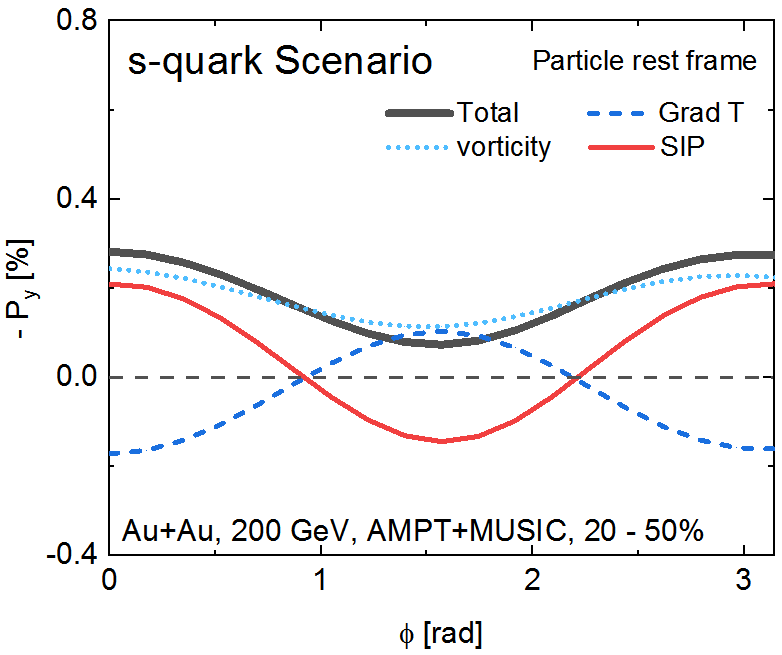 s-quark Scenario
Particle rest frame
Total
Grad T
vorticity
SIP
0.8
0.4
0.0
-0.4
- Py [%]
Au+Au, 200 GeV, AMPT+MUSIC, 20 - 50%
0
1
2
3
ϕ [rad]